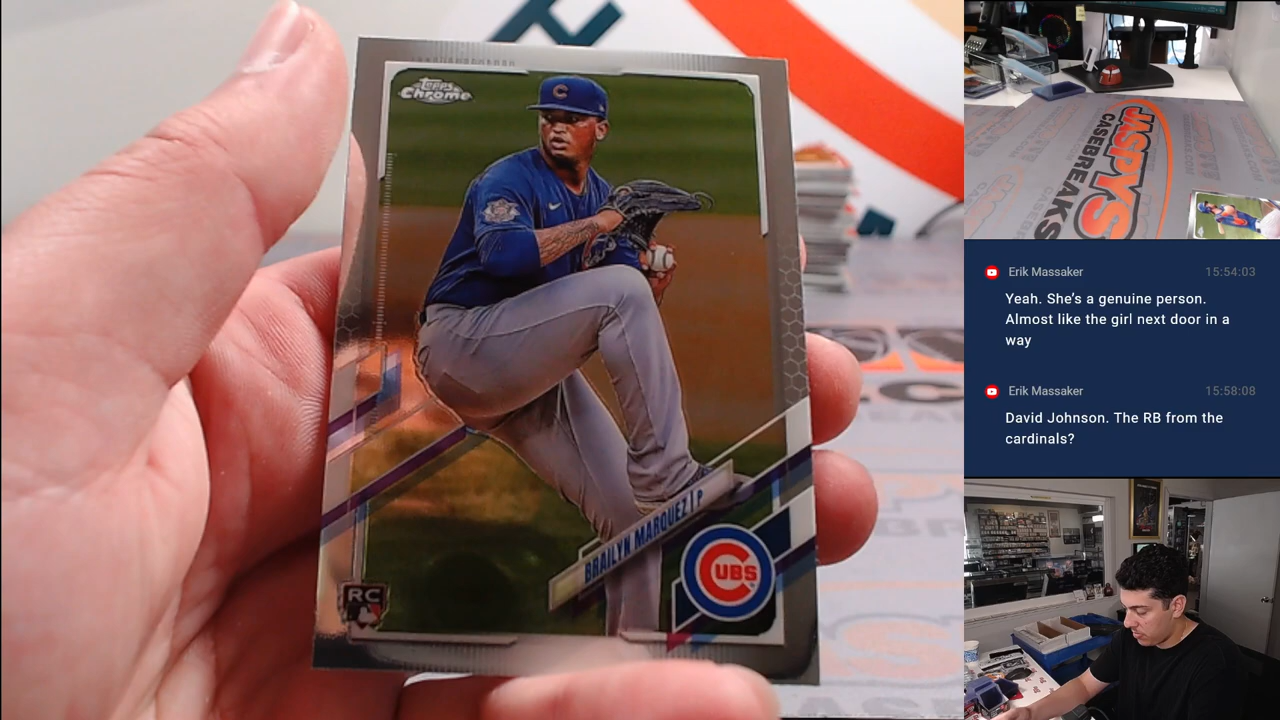 Topps
Chrome
C
BRAILYN MARQUEZ | P
CUBS
RC
JASPYS
CASEBREAKS
Erik Massaker 15:54:03
Yeah. She's a genuine person.
Almost like the girl next door in a
way
Erik Massaker 15:58:08
David Johnson. The RB from the
cardinals?